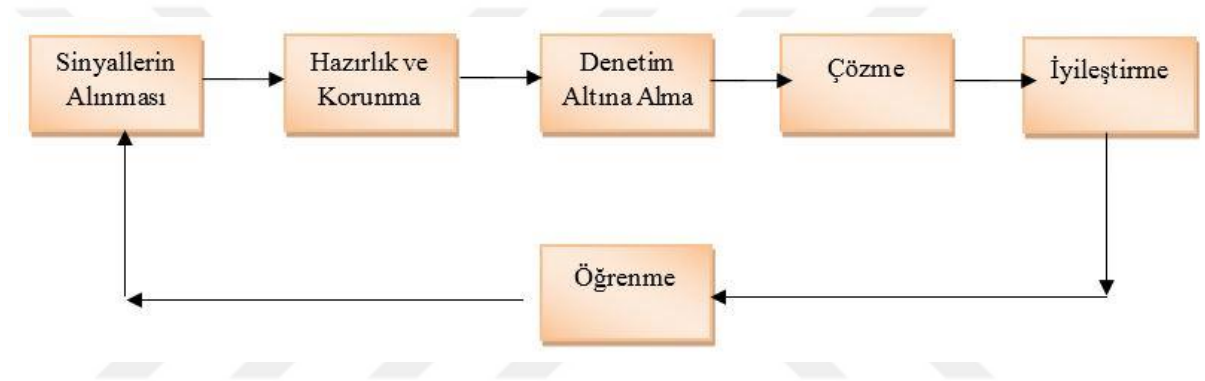 Sinyallerin
Alınması
Hazırlık ve
Korunma
Denetim
Altına Alma
Çözme
İyileştirme
Öğrenme